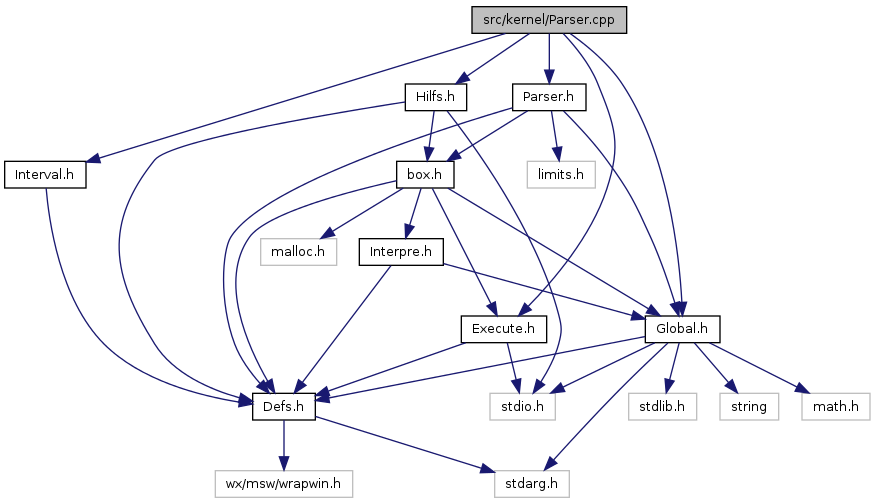 src/kernel/Parser.cpp
Hilfs.h
Parser.h
Interval.h
box.h
limits.h
malloc.h
Interpre.h
Execute.h
Global.h
Defs.h
stdio.h
stdlib.h
string
math.h
wx/msw/wrapwin.h
stdarg.h